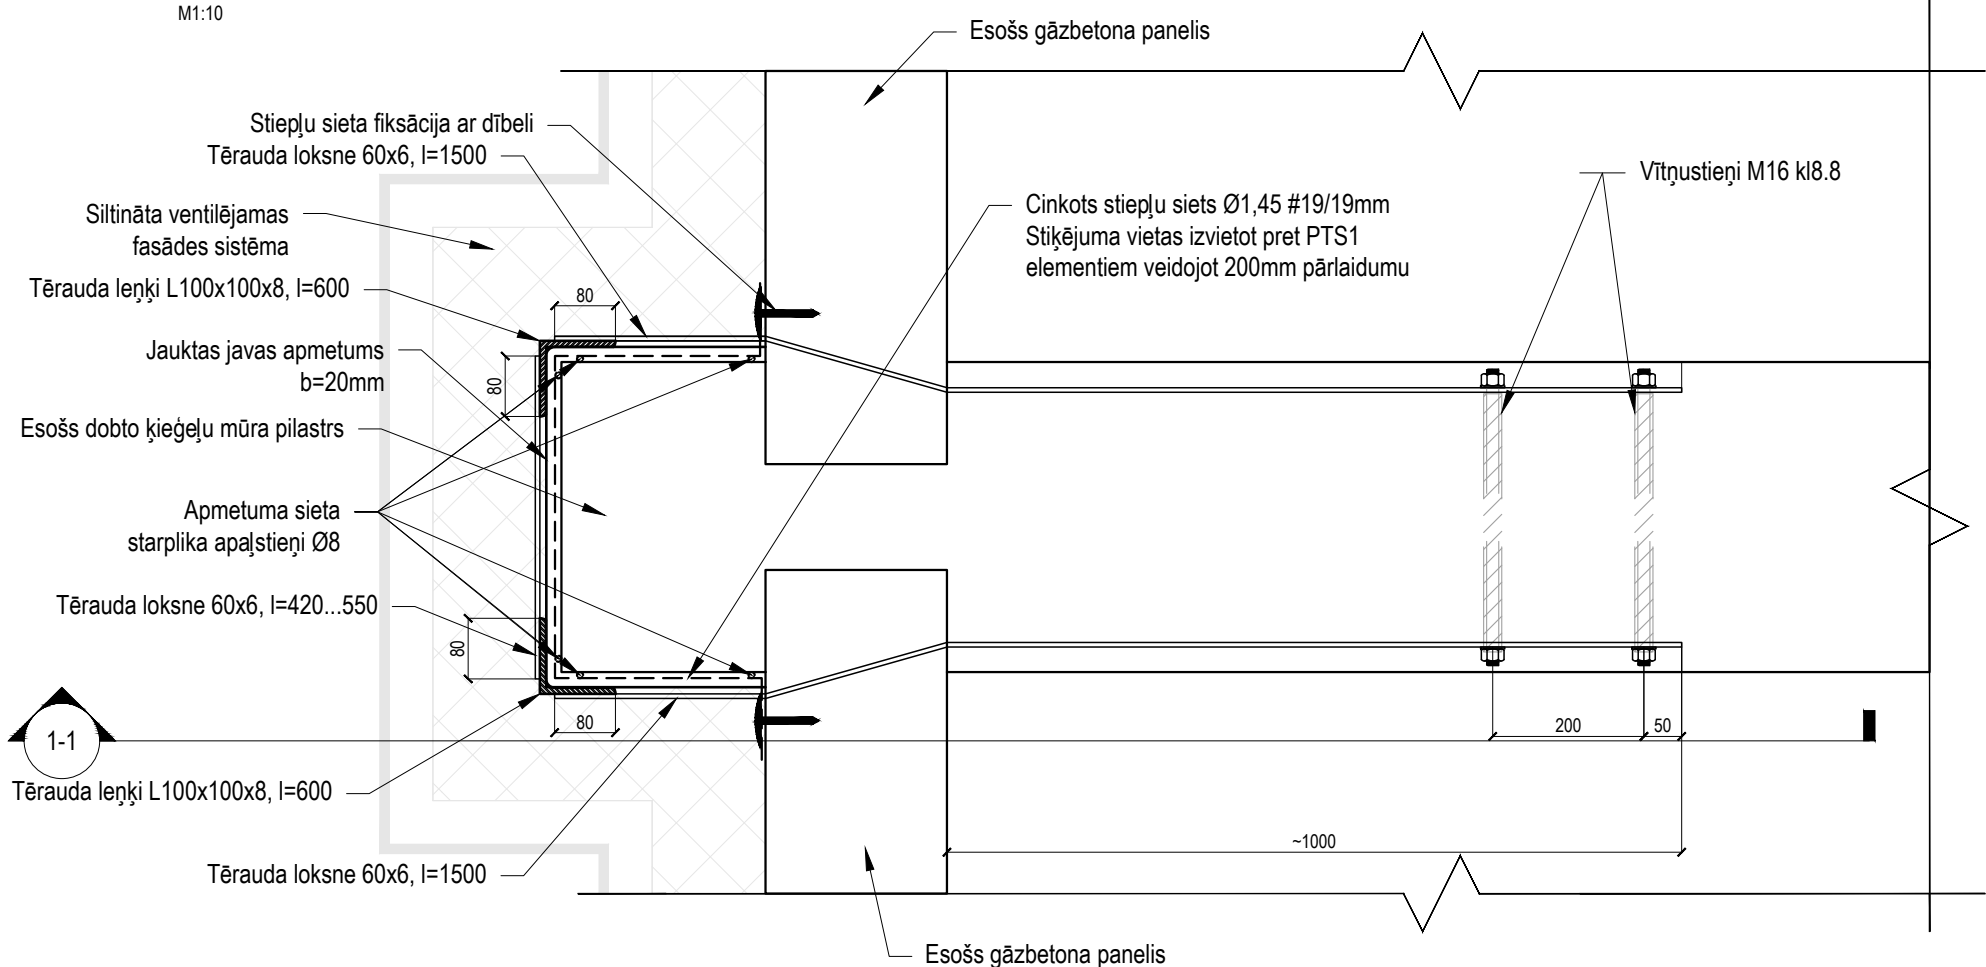 M1:10
Esošs gāzbetona panelis
Stiepļu sieta fiksācija ar dībeli
Tērauda loksne 60x6, l=1500
Vītņustieņi M16 kl8.8
Cinkots stiepļu siets Ø1,45 #19/19mm
Stiķējuma vietas izvietot pret PTS1
elementiem veidojot 200mm pārlaidumu
Siltināta ventilējamas
fasādes sistēma
Tērauda leņķi L100x100x8, l=600
80
Jauktas javas apmetums
b=20mm
80
Esošs dobto ķieģeļu mūra pilastrs
Apmetuma sieta
starplika apaļstieņi Ø8
Tērauda loksne 60x6, l=420...550
80
80
200
50
1-1
Tērauda leņķi L100x100x8, l=600
~1000
Tērauda loksne 60x6, l=1500
Esošs gāzbetona panelis